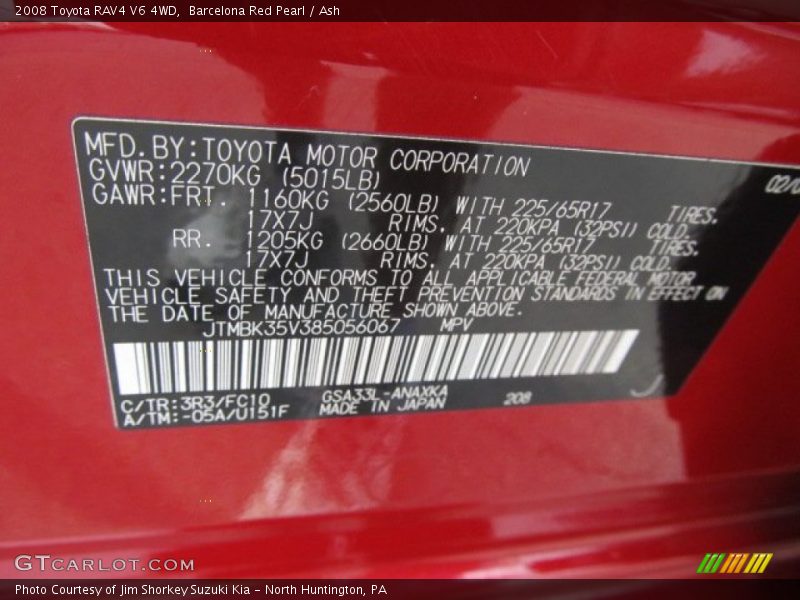 2008 Toyota RAV4 V6 4WD, Barcelona Red Pearl / Ash
MFD. BY: TOYOTA MOTOR CORPORATION
02/0
GVWR: 2270KG (5015LB)
GAWR: FRT. 1160KG (2560LB) WITH 225/65R17 TIRES.
17X7J RIMS, AT 220KPA (32PSI) COLD.
RR. 1205KG (2660LB) WITH 225/65R17 TIRES.
17X7J RIMS, AT 220KPA (32PSI) COLD.
THIS VEHICLE CONFORMS TO ALL APPLICABLE FEDERAL MOTOR
VEHICLE SAFETY AND THEFT PREVENTION STANDARDS IN EFFECT ON
THE DATE OF MANUFACTURE SHOWN ABOVE.
JTMBK35V385056067 MPV
C/TR: 3R3/FC10 GSA33L-ANAXKA 208
A/TM: -05A/U151F MADE IN JAPAN
GTCARLOT.COM
Photo Courtesy of Jim Shorkey Suzuki Kia - North Huntington, PA